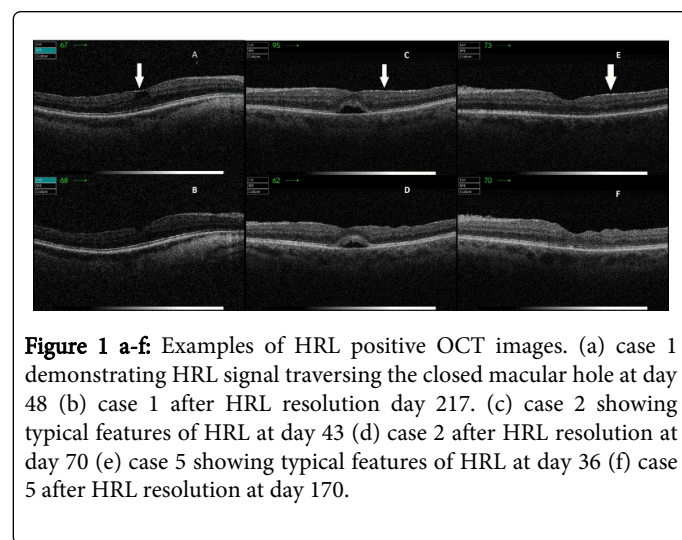 67
A
95
C
73
E
68
B
62
D
70
F
Figure 1 a-f: Examples of HRL positive OCT images. (a) case 1
demonstrating HRL signal traversing the closed macular hole at day
48 (b) case 1 after HRL resolution day 217. (c) case 2 showing
typical features of HRL at day 43 (d) case 2 after HRL resolution at
day 70 (e) case 5 showing typical features of HRL at day 36 (f) case
5 after HRL resolution at day 170.